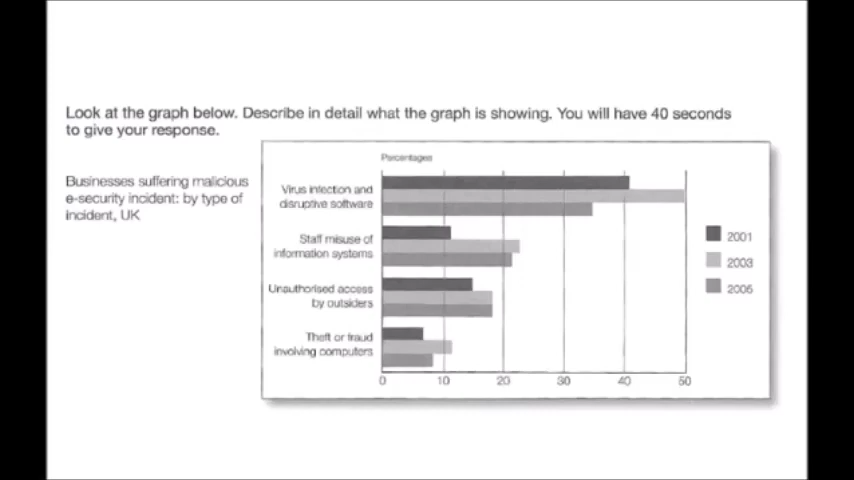 Look at the graph below. Describe in detail what the graph is showing. You will have 40 seconds
to give your response.
Businesses suffering malicious
e-security incident: by type of
incident, UK
Percentages
Virus infection and
disruptive software
Staff misuse of
information systems
Unauthorised access
by outsiders
Theft or fraud
involving computers
0 10 20 30 40 50
2001
2003
2006